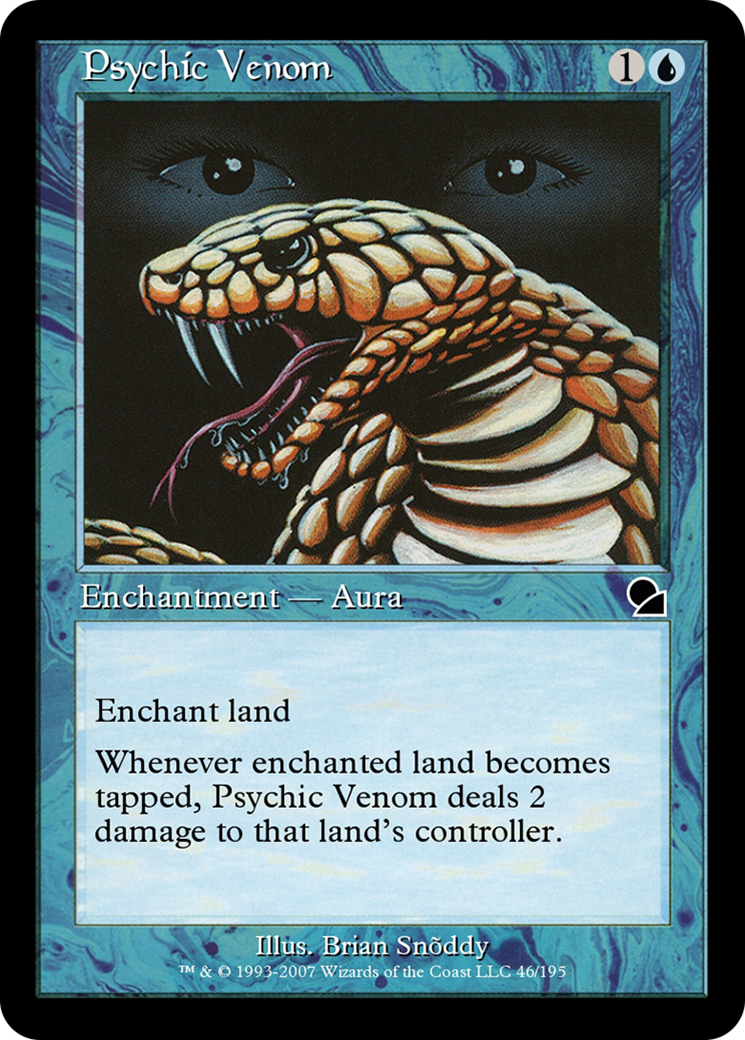 Psychic Venom 1
Enchantment — Aura
Enchant land
Whenever enchanted land becomes
tapped, Psychic Venom deals 2
damage to that land's controller.
Illus. Brian Snõddy
™ & © 1993-2007 Wizards of the Coast LLC 46/195